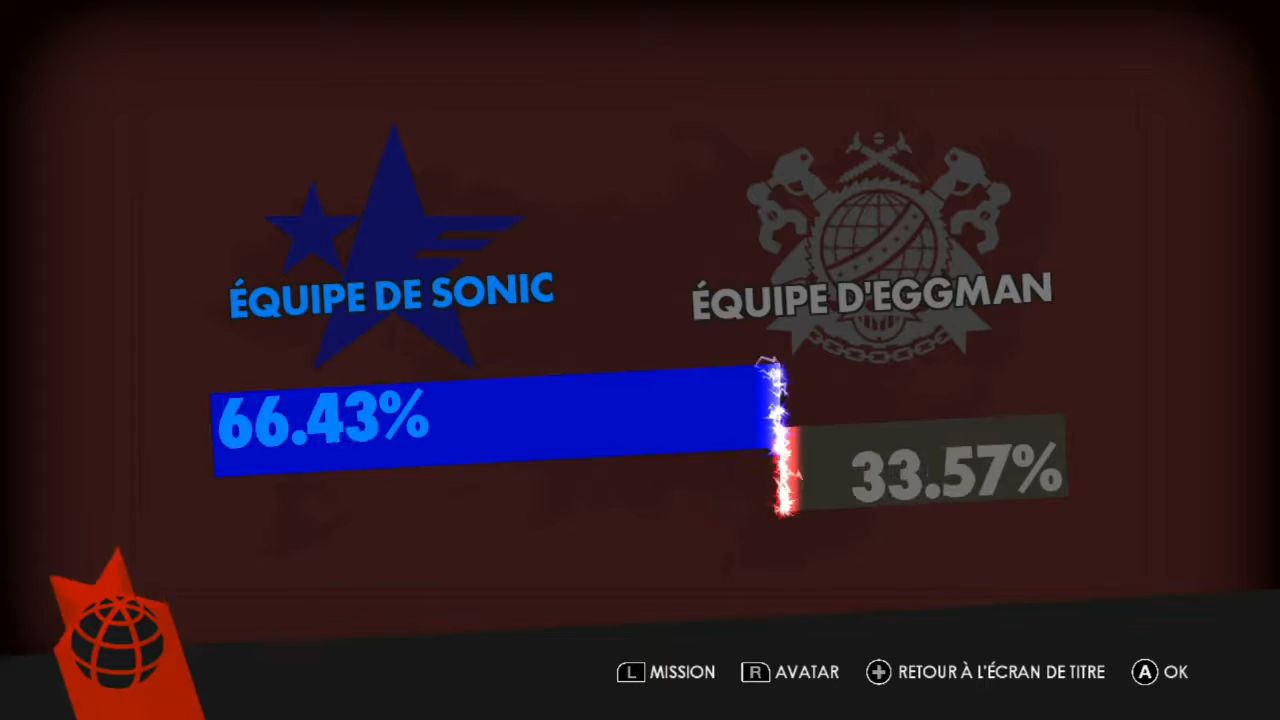 ÉQUIPE DE SONIC
ÉQUIPE D'EGGMAN
66.43%
33.57%
L MISSION R AVATAR + RETOUR À L'ÉCRAN DE TITRE A OK